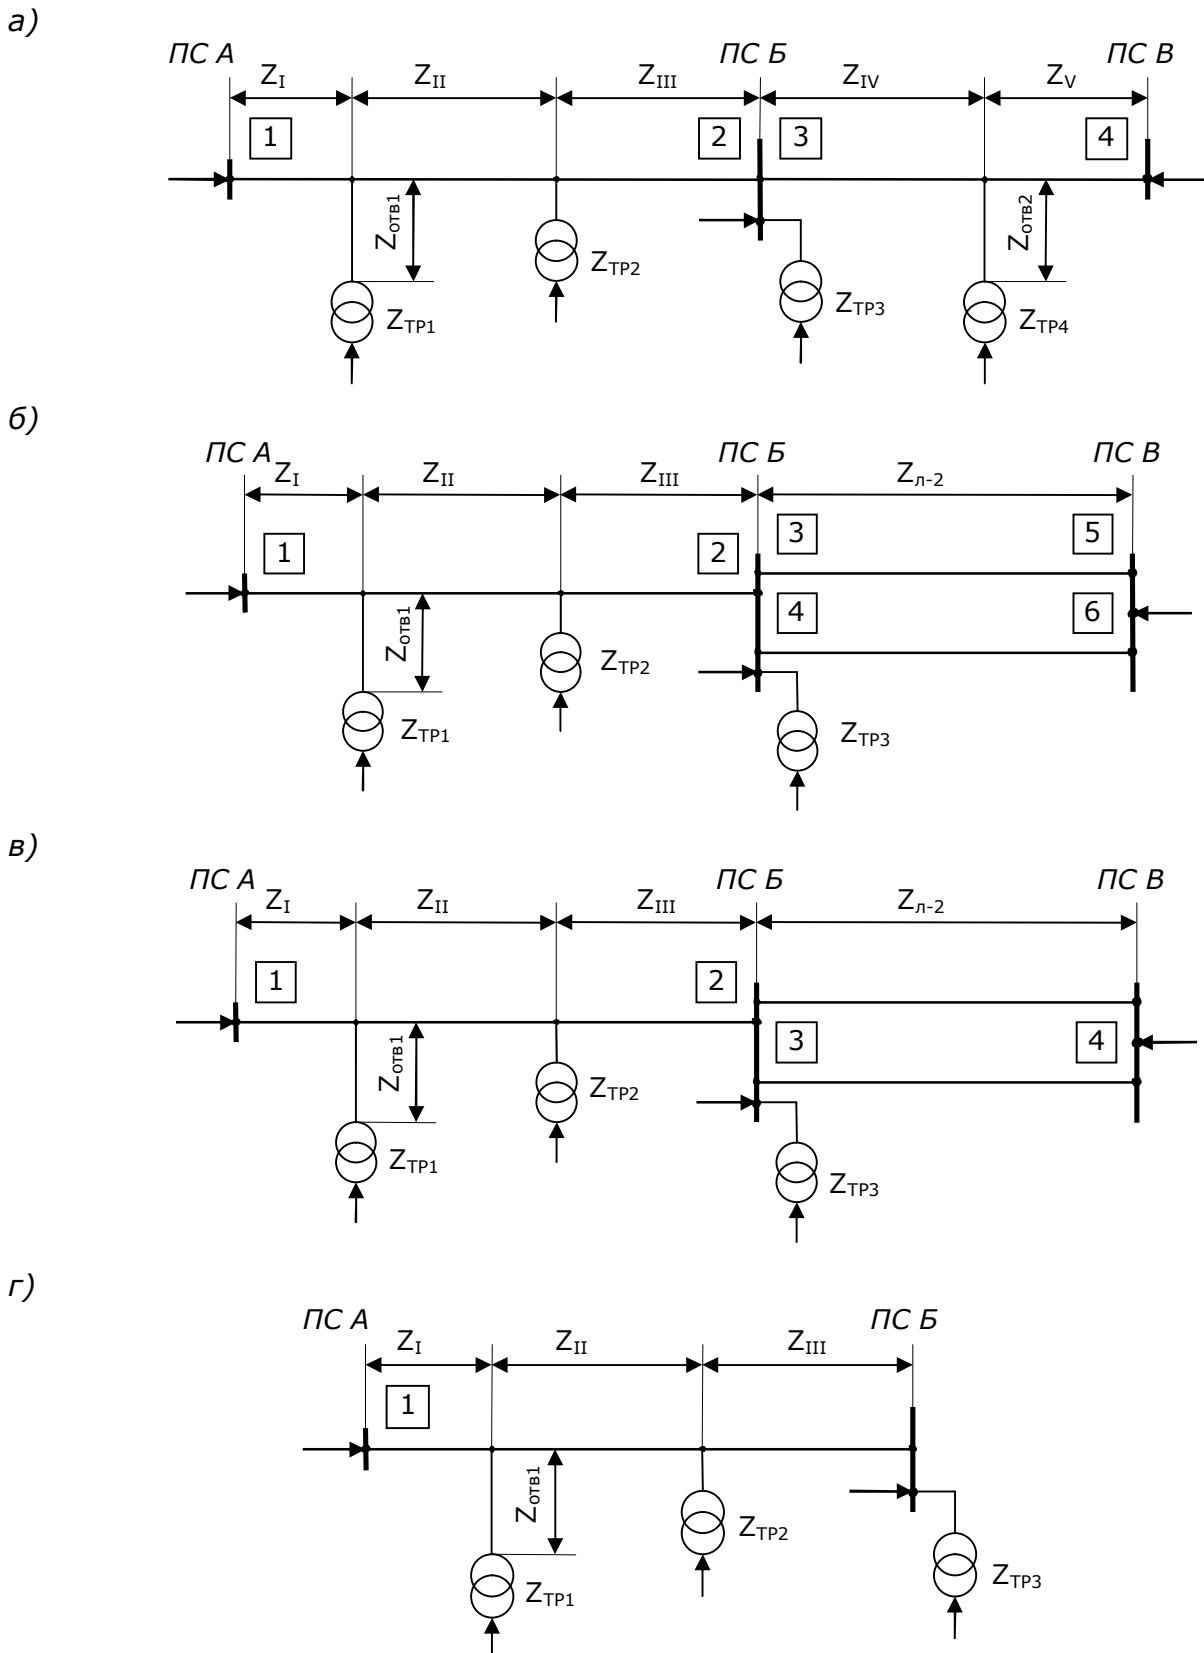 а)
ПС А ПС Б ПС В
Z_I Z_II Z_III Z_IV Z_V
1 2 3 4
Z_отв1 Z_отв2
Z_ТР2
Z_ТР1 Z_ТР3 Z_ТР4
б)
ПС А ПС Б ПС В
Z_I Z_II Z_III Z_л-2
1 2 3 5
4 6
Z_отв1
Z_ТР2
Z_ТР1 Z_ТР3
в)
ПС А ПС Б ПС В
Z_I Z_II Z_III Z_л-2
1 2
3 4
Z_отв1
Z_ТР2
Z_ТР1 Z_ТР3
г)
ПС А ПС Б
Z_I Z_II Z_III
1
Z_отв1
Z_ТР2
Z_ТР1 Z_ТР3